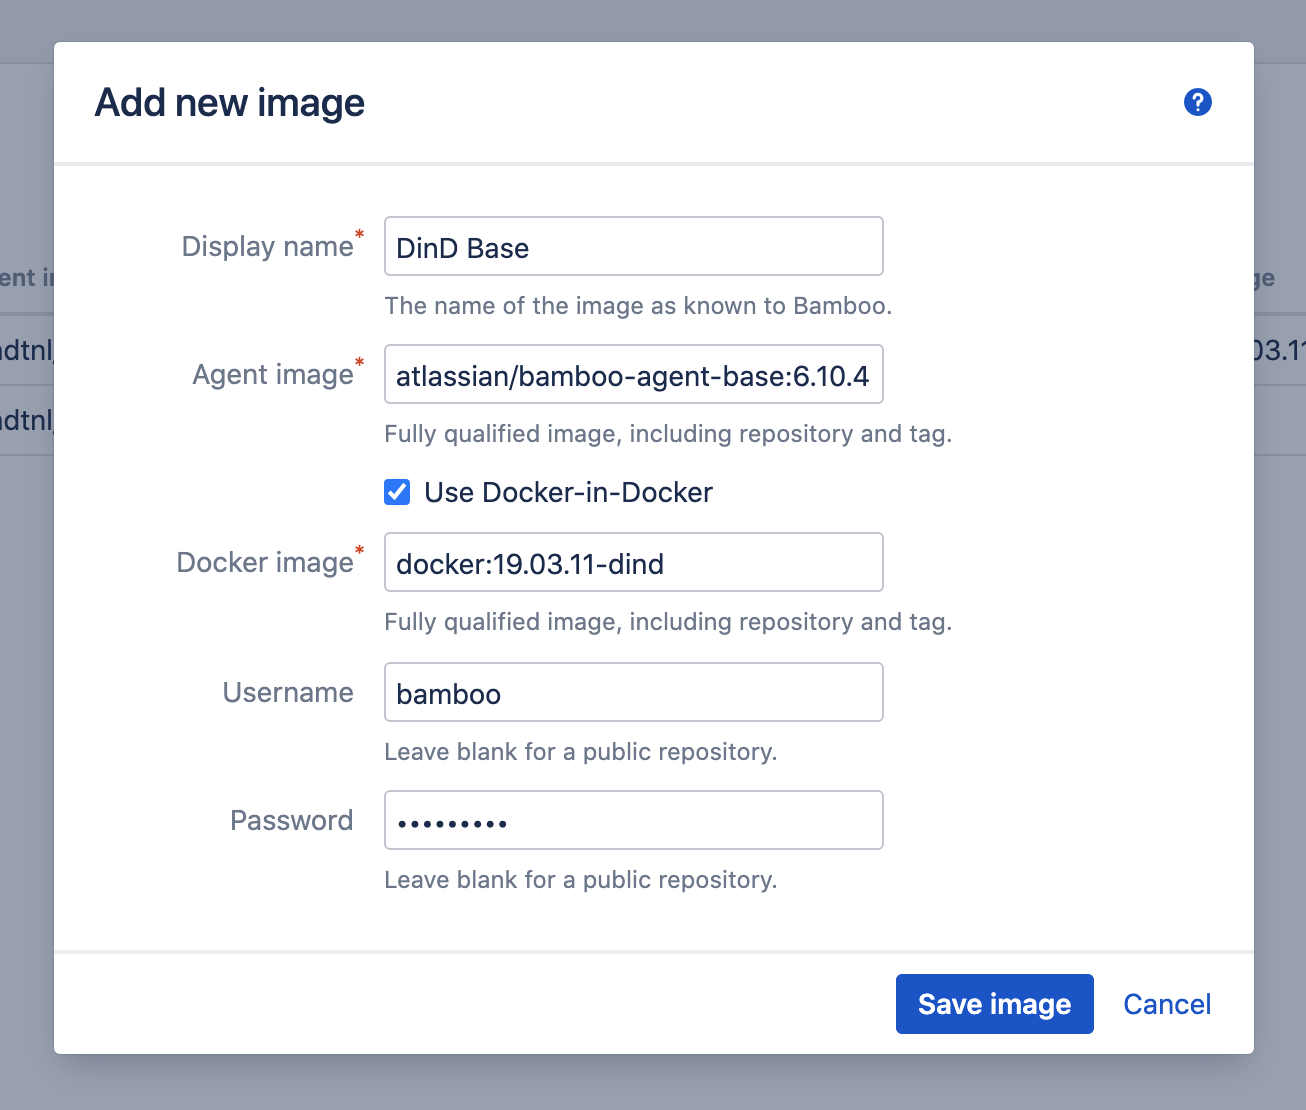 Add new image
?
Display name*
DinD Base
The name of the image as known to Bamboo.
Agent image*
atlassian/bamboo-agent-base:6.10.4
Fully qualified image, including repository and tag.
Use Docker-in-Docker
Docker image*
docker:19.03.11-dind
Fully qualified image, including repository and tag.
Username
bamboo
Leave blank for a public repository.
Password
•••••••••
Leave blank for a public repository.
Save image
Cancel